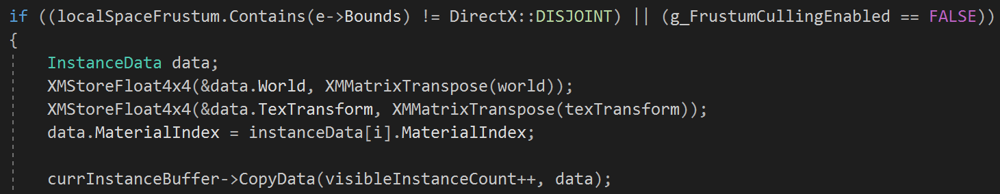 if ((localSpaceFrustum.Contains(e->Bounds) != DirectX::DISJOINT) || (g_FrustumCullingEnabled == FALSE))
{
    InstanceData data;
    XMStoreFloat4x4(&data.World, XMMatrixTranspose(world));
    XMStoreFloat4x4(&data.TexTransform, XMMatrixTranspose(texTransform));
    data.MaterialIndex = instanceData[i].MaterialIndex;

    currInstanceBuffer->CopyData(visibleInstanceCount++, data);